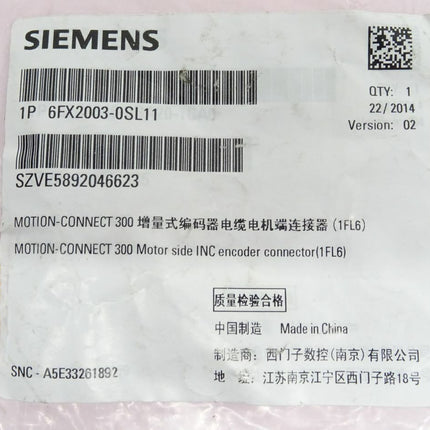 SIEMENS
1P 6FX2003-0SL11
QTY: 1
22/2014
Version: 02
SZVE5892046623
MOTION-CONNECT 300 增量式编码器电缆电机端连接器 (1FL6)
MOTION-CONNECT 300 Motor side INC encoder connector(1FL6)
质量检验合格
中国制造 Made in China
制造商：西门子数控(南京)有限公司
SNC - A5E33261892
地 址：江苏南京江宁区西门子路18号